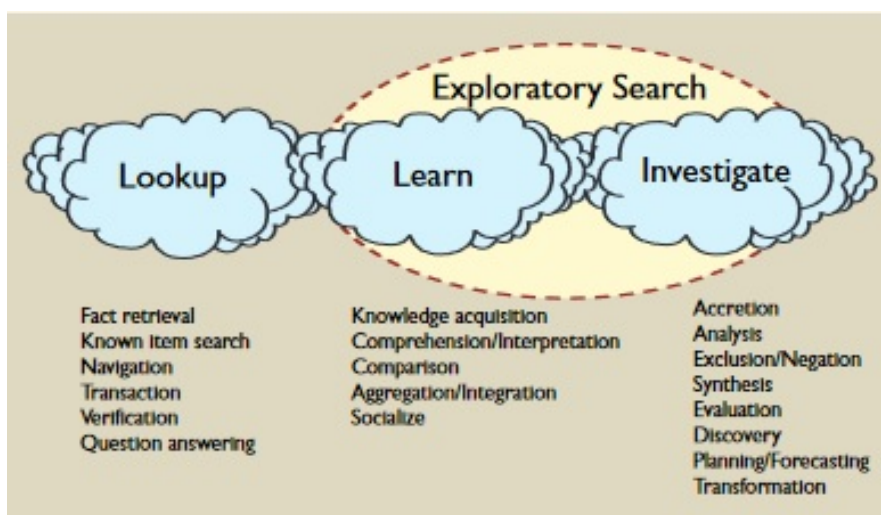 Exploratory Search
Lookup
Learn
Investigate
Fact retrieval
Known item search
Navigation
Transaction
Verification
Question answering
Knowledge acquisition
Comprehension/Interpretation
Comparison
Aggregation/Integration
Socialize
Accretion
Analysis
Exclusion/Negation
Synthesis
Evaluation
Discovery
Planning/Forecasting
Transformation